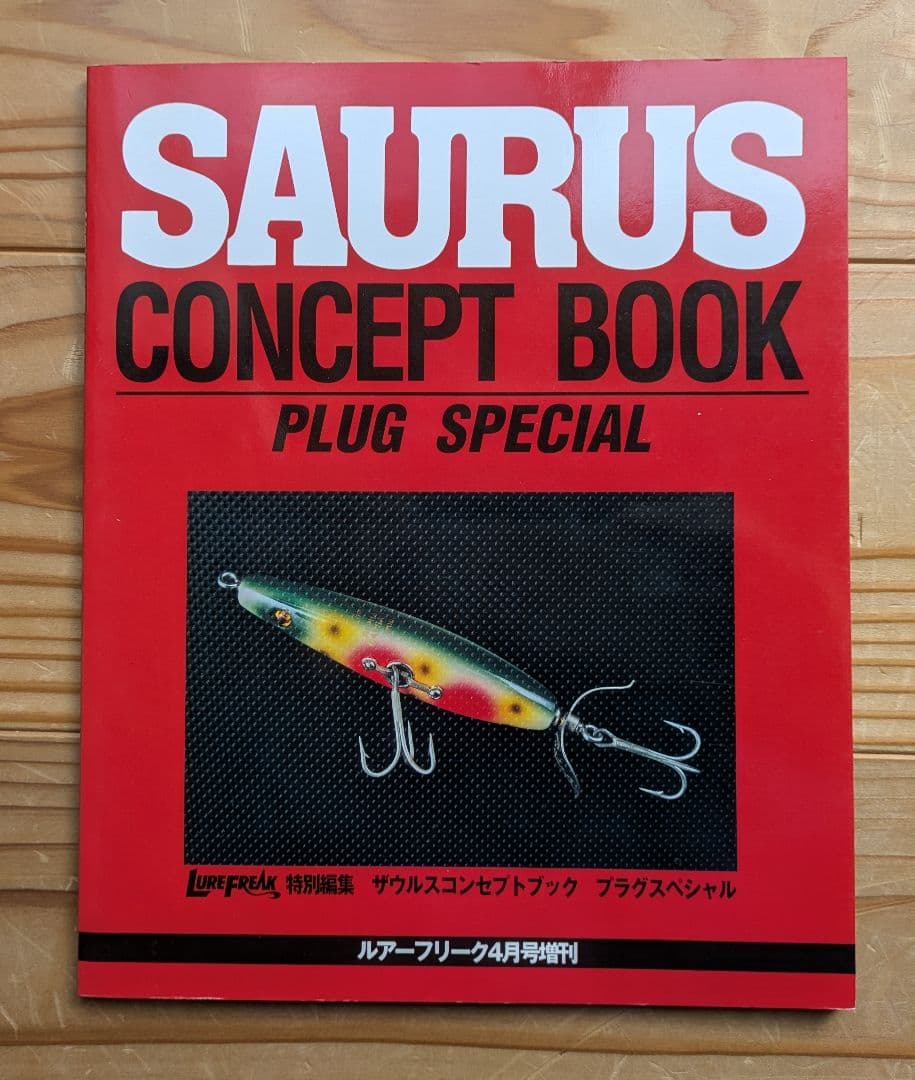 SAURUS
CONCEPT BOOK
PLUG SPECIAL
LUREFREAK 特別編集 ザウルスコンセプトブック プラグスペシャル
ルアーフリーク4月号増刊